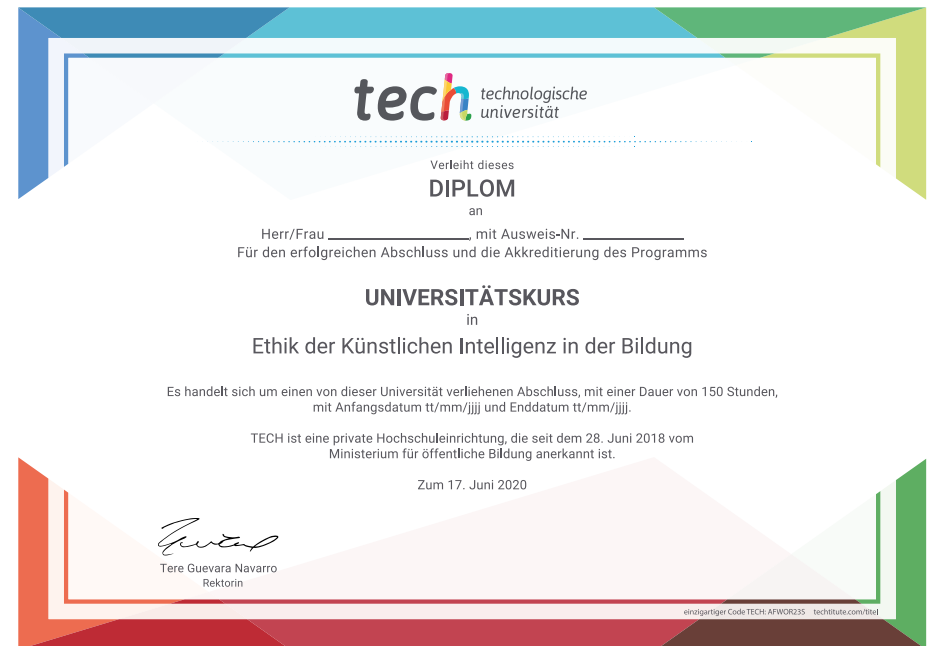 tech technologische
universität
Verleiht dieses
DIPLOM
an
Herr/Frau ____________, mit Ausweis-Nr. ____________
Für den erfolgreichen Abschluss und die Akkreditierung des Programms
UNIVERSITÄTSKURS
in
Ethik der Künstlichen Intelligenz in der Bildung
Es handelt sich um einen von dieser Universität verliehenen Abschluss, mit einer Dauer von 150 Stunden,
mit Anfangsdatum tt/mm/jjjj und Enddatum tt/mm/jjjj.
TECH ist eine private Hochschuleinrichtung, die seit dem 28. Juni 2018 vom
Ministerium für öffentliche Bildung anerkannt ist.
Zum 17. Juni 2020
Tere Guevara Navarro
Rektorin
einzigartiger Code TECH: AFWOR235 techtitute.com/titel